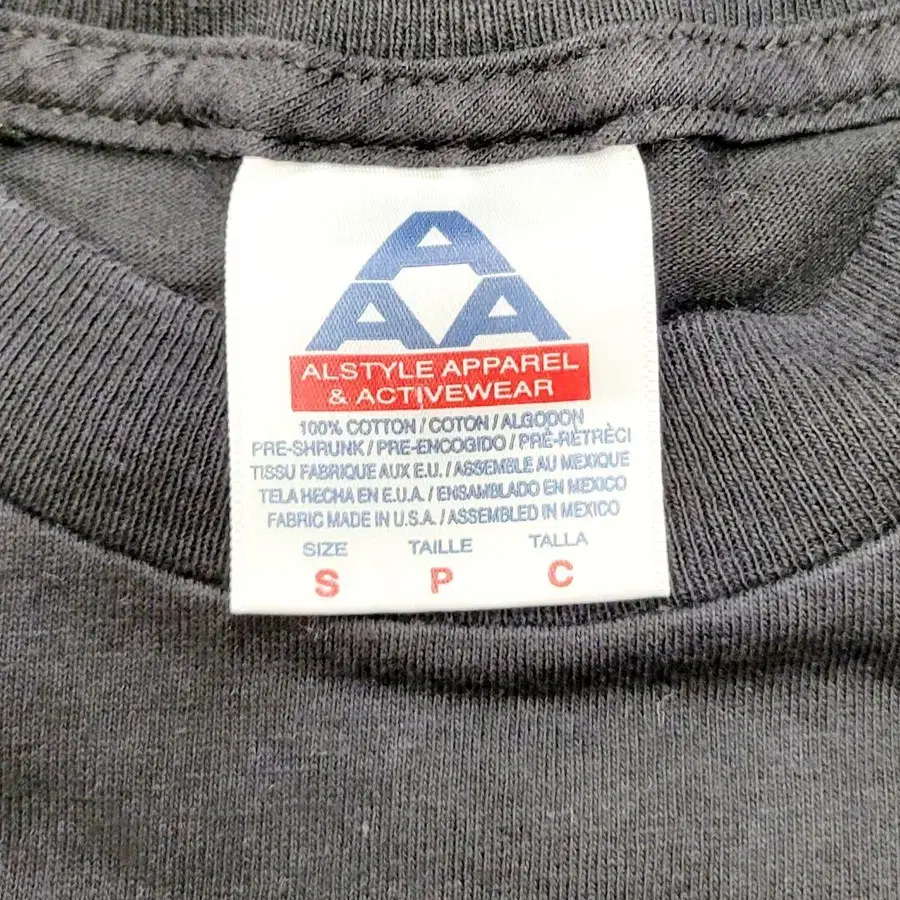 A
A A
ALSTYLE APPAREL
& ACTIVEWEAR
100% COTTON / COTON / ALGODON
PRE-SHRUNK / PRE-ENCOGIDO / PRÉ-RÉTRÉCI
TISSU FABRIQUE AUX E.U. / ASSEMBLE AU MEXIQUE
TELA HECHA EN E.U.A. / ENSAMBLADO EN MEXICO
FABRIC MADE IN U.S.A. / ASSEMBLED IN MEXICO
SIZE TAILLE TALLA
S P C